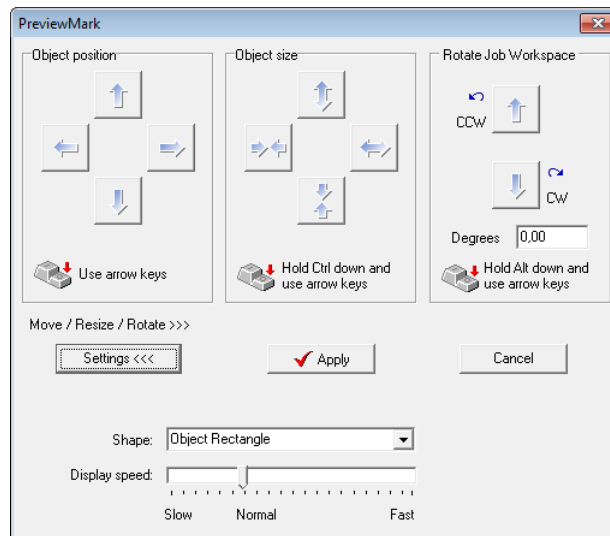 PreviewMark
Object position
Object size
Rotate Job Workspace
CCW
CW
Degrees 0,00
Use arrow keys
Hold Ctrl down and
use arrow keys
Hold Alt down and
use arrow keys
Move / Resize / Rotate >>>
Settings <<<
Apply
Cancel
Shape: Object Rectangle
Display speed:
Slow Normal Fast